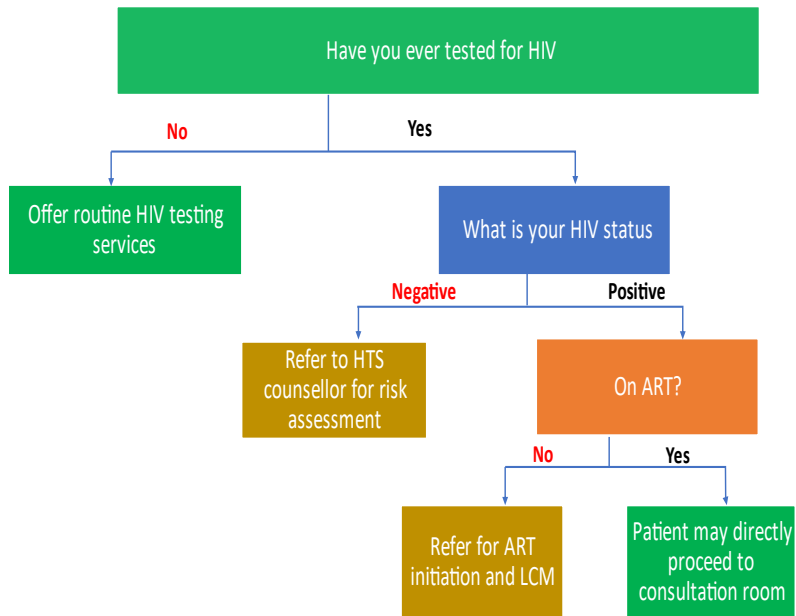 Have you ever tested for HIV
No
Yes
Offer routine HIV testing
services
What is your HIV status
Negative
Positive
Refer to HTS
counsellor for risk
assessment
On ART?
No
Yes
Refer for ART
initiation and LCM
Patient may directly
proceed to
consultation room